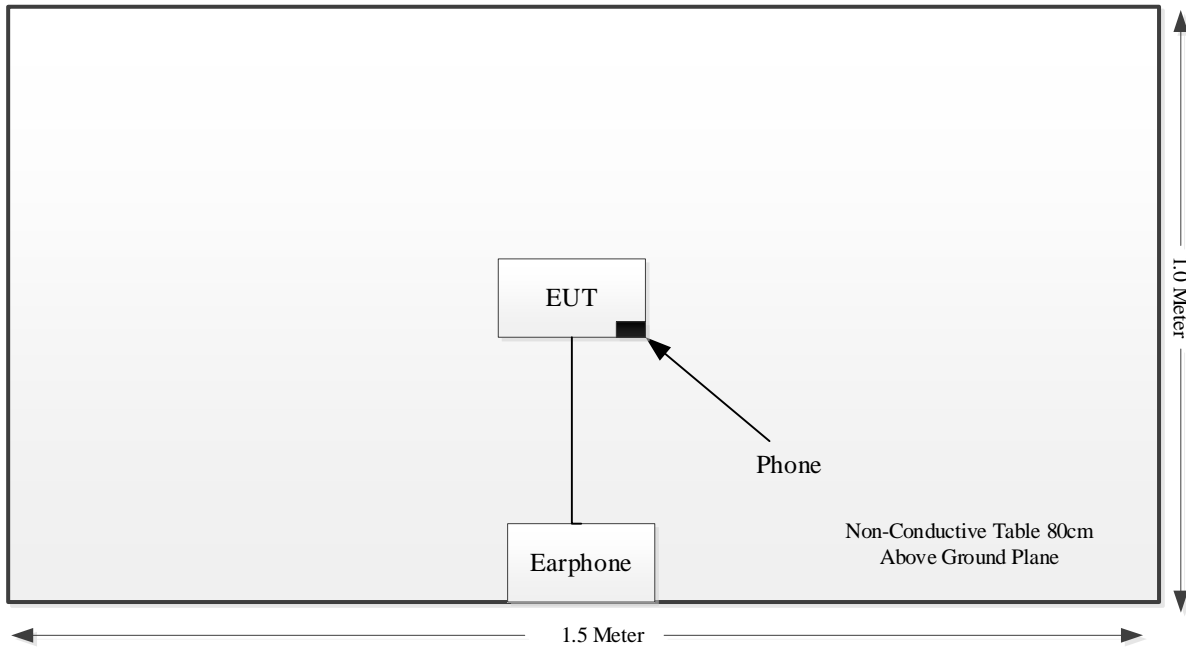 EUT
1.0 Meter
Phone
Non-Conductive Table 80cm
Above Ground Plane
Earphone
1.5 Meter